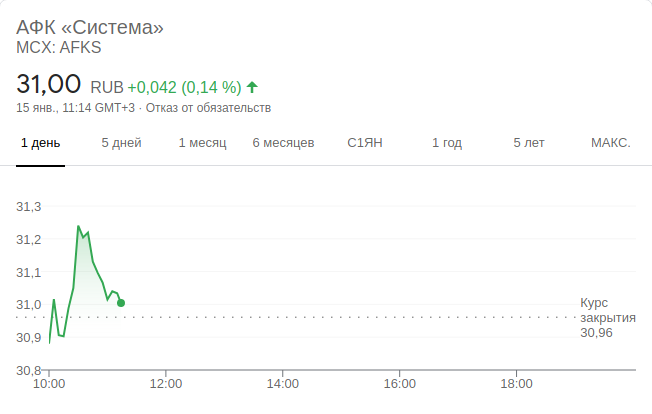 АФК «Система»
MCX: AFKS
31,00 RUB +0,042 (0,14 %)
15 янв., 11:14 GMT+3 · Отказ от обязательств
1 день 5 дней 1 месяц 6 месяцев С1ЯН 1 год 5 лет МАКС.
31,3
31,2
31,1
31,0
30,9
30,8
Курс
закрытия
30,96
10:00 12:00 14:00 16:00 18:00